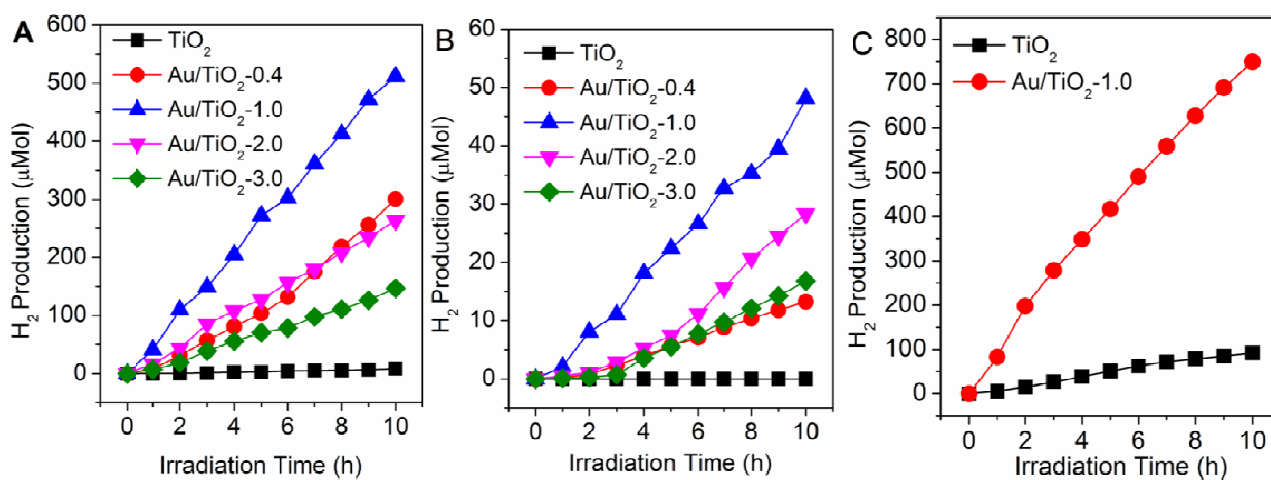 A
H₂ Production (μMol)
600
500
400
300
200
100
0
TiO₂
Au/TiO₂-0.4
Au/TiO₂-1.0
Au/TiO₂-2.0
Au/TiO₂-3.0
0 2 4 6 8 10
Irradiation Time (h)
B
H₂ Production (μMol)
60
50
40
30
20
10
0
TiO₂
Au/TiO₂-0.4
Au/TiO₂-1.0
Au/TiO₂-2.0
Au/TiO₂-3.0
0 2 4 6 8 10
Irradiation Time (h)
C
H₂ Production (μMol)
800
700
600
500
400
300
200
100
0
TiO₂
Au/TiO₂-1.0
0 2 4 6 8 10
Irradiation Time (h)